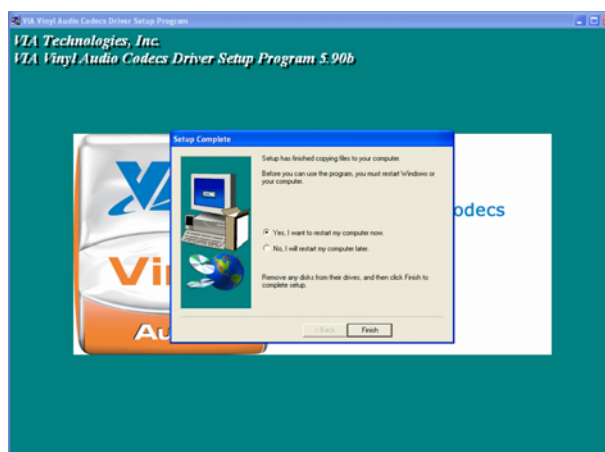 VIA Vinyl Audio Codecs Driver Setup Program
VIA Technologies, Inc.
VIA Vinyl Audio Codecs Driver Setup Program 5.90b
Setup Complete
Setup has finished copying files to your computer.
Before you can use the program, you must restart Windows or
your computer.
Yes, I want to restart my computer now.
No, I will restart my computer later.
Remove any disks from their drives, and then click Finish to
complete setup.
< Back
Finish
odecs
Vi
Au